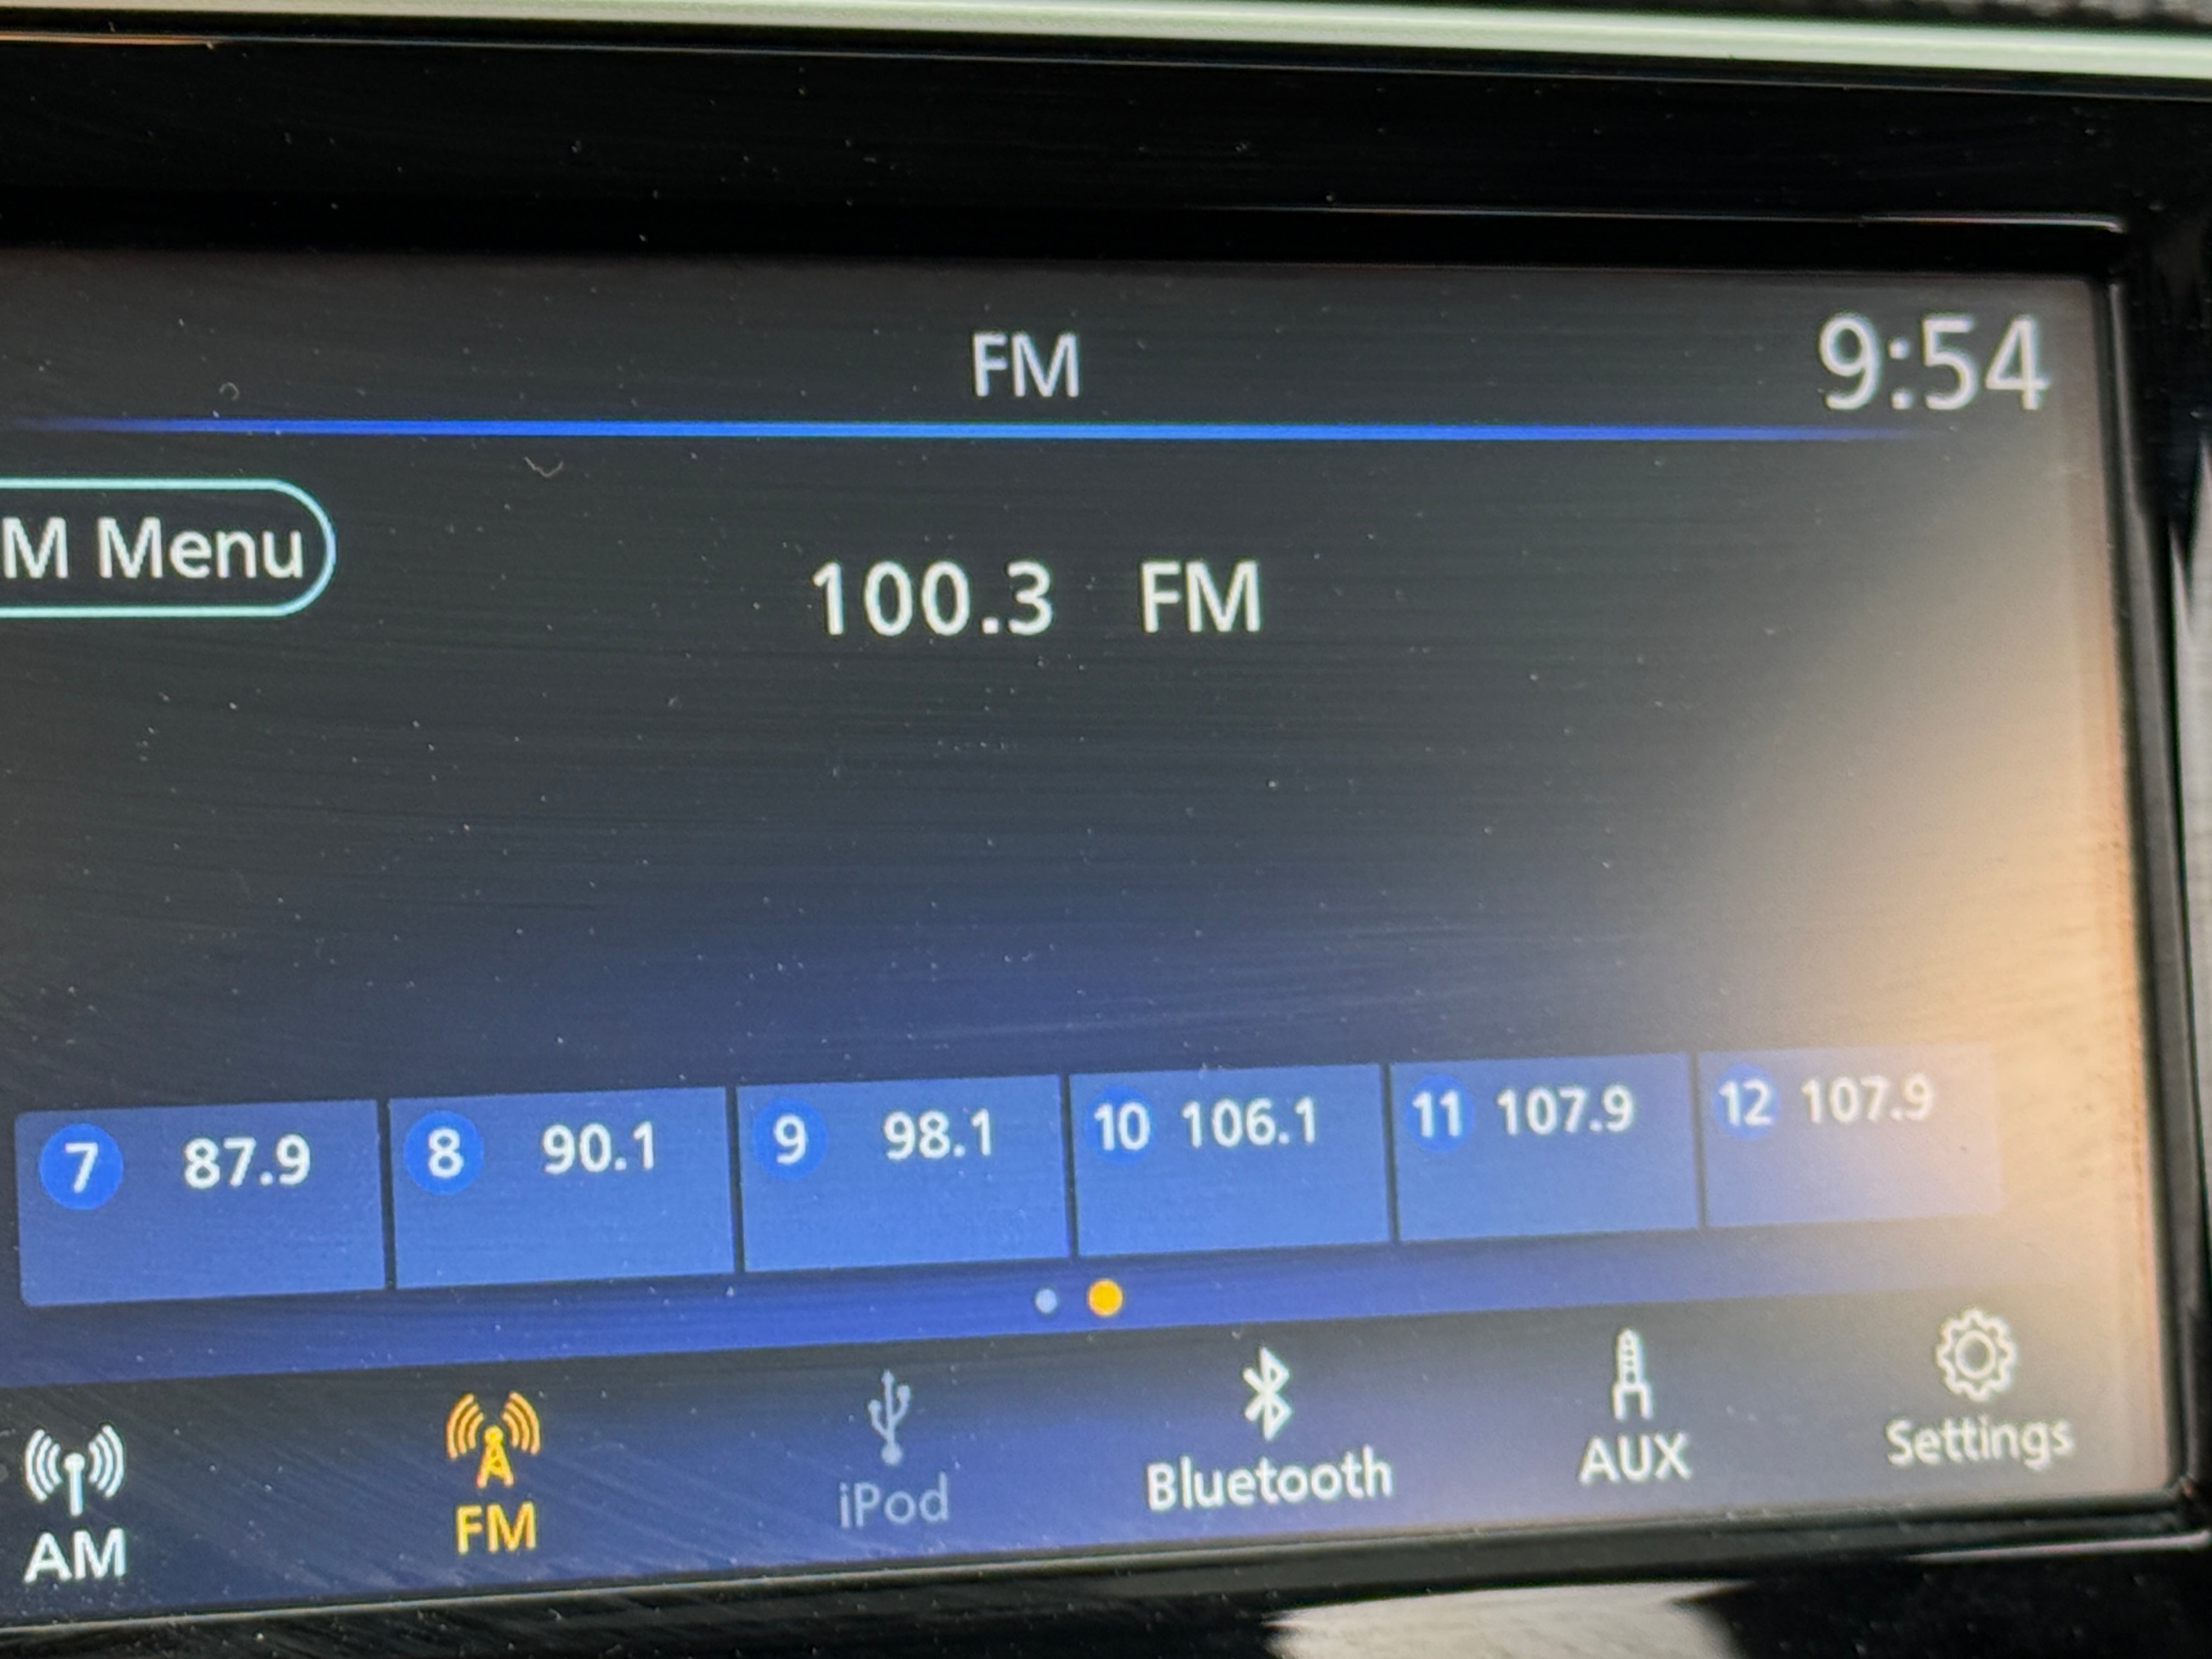 FM 9:54
M Menu
100.3 FM
7 87.9 8 90.1 9 98.1 10 106.1 11 107.9 12 107.9
AM FM iPod Bluetooth AUX Settings